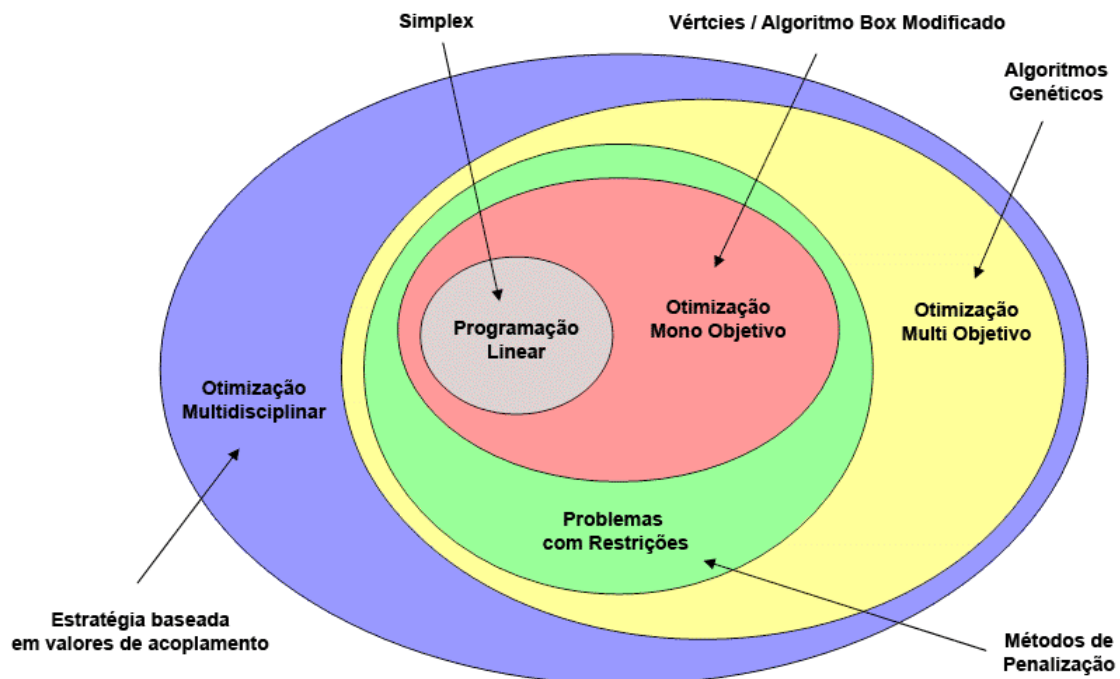 Simplex
Vértcies / Algoritmo Box Modificado
Algoritmos
Genéticos
Programação
Linear
Otimização
Mono Objetivo
Otimização
Multi Objetivo
Otimização
Multidisciplinar
Problemas
com Restrições
Estratégia baseada
em valores de acoplamento
Métodos de
Penalização